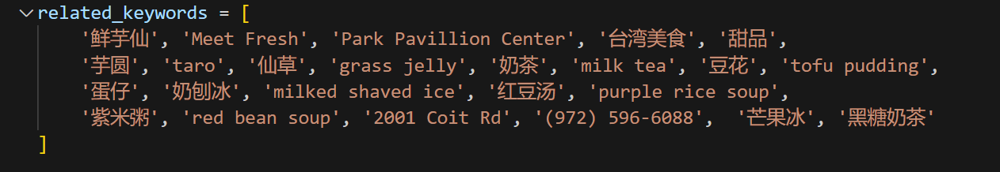 related_keywords = [
'鲜芋仙', 'Meet Fresh', 'Park Pavillion Center', '台湾美食', '甜品',
'芋圆', 'taro', '仙草', 'grass jelly', '奶茶', 'milk tea', '豆花', 'tofu pudding',
'蛋仔', '奶刨冰', 'milked shaved ice', '红豆汤', 'purple rice soup',
'紫米粥', 'red bean soup', '2001 Coit Rd', '(972) 596-6088',  '芒果冰', '黑糖奶茶'
]